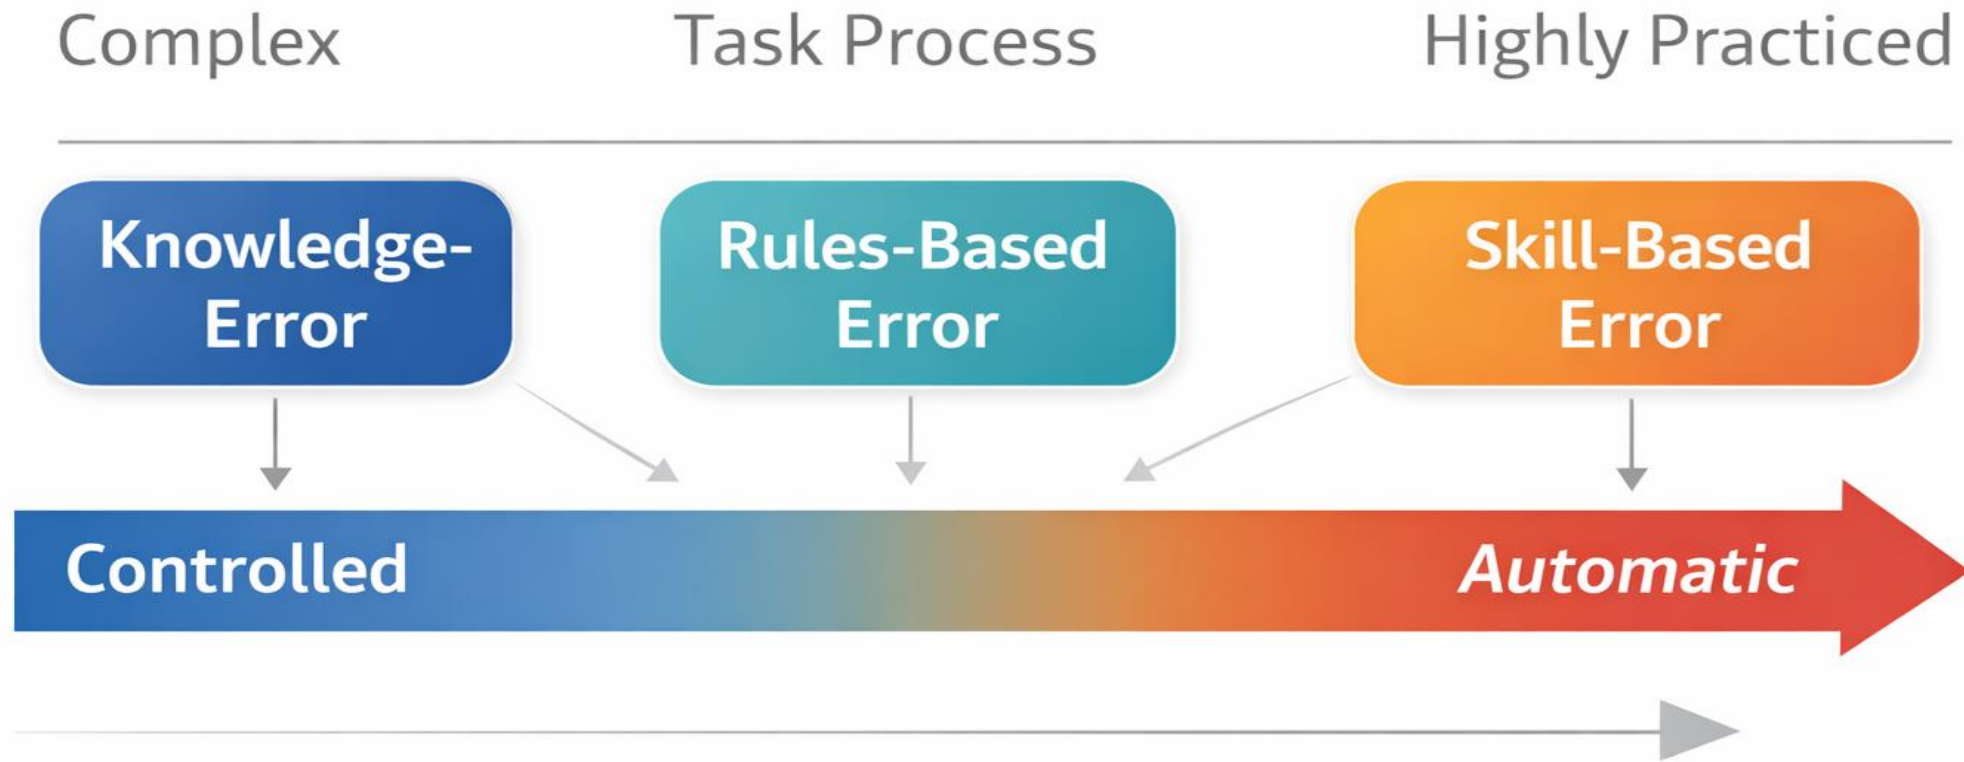 Complex
Task Process
Highly Practiced
Knowledge-
Error
Rules-Based
Error
Skill-Based
Error
Controlled
Automatic